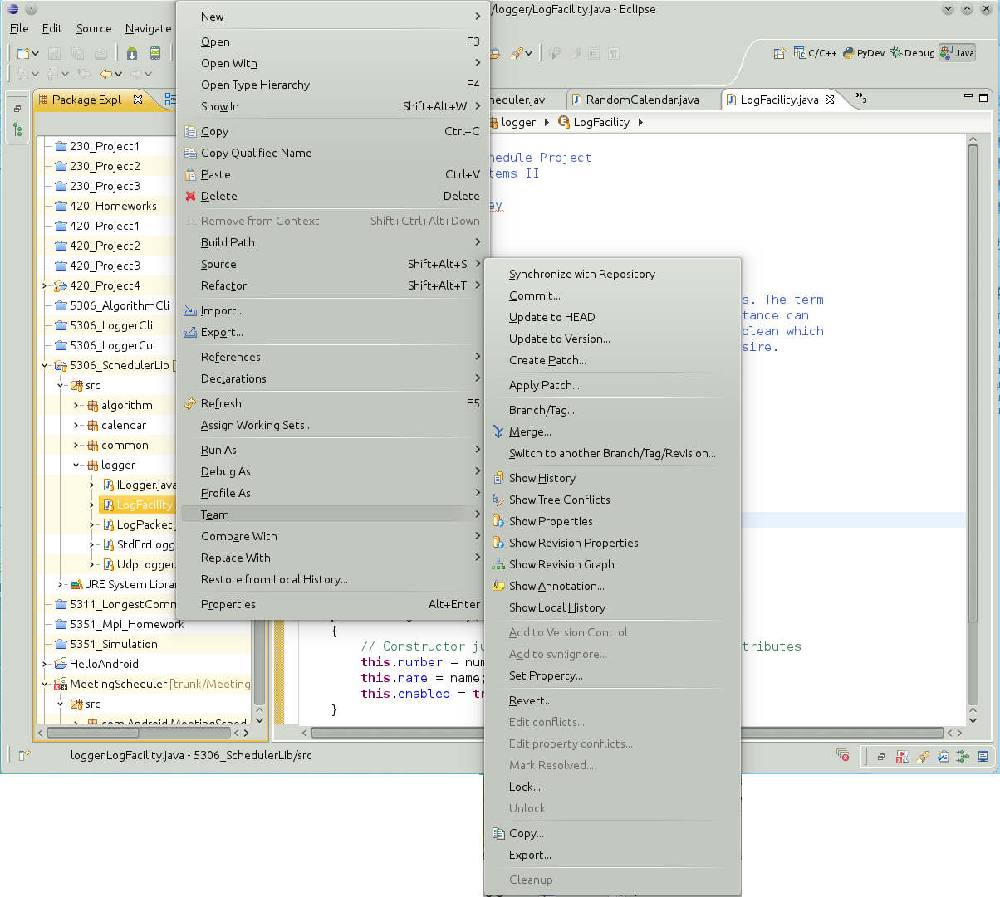 /logger/LogFacility.java - Eclipse
File Edit Source Navigate
C/C++ PyDev Debug Java
Package Expl
heduler.jav RandomCalendar.java LogFacility.java 3
logger LogFacility
230_Project1
230_Project2
230_Project3
420_Homeworks
420_Project1
420_Project2
420_Project3
420_Project4
5306_AlgorithmCli
5306_LoggerCli
5306_LoggerGui
5306_SchedulerLib [
src
algorithm
calendar
common
logger
ILogger.java
LogFacility.
LogPacket.
StdErrLogg
UdpLogger.
JRE System Librar
5311_LongestComm
5351_Mpi_Homework
5351_Simulation
HelloAndroid
MeetingScheduler [trunk/Meeting
src
com.Android.MeetingSched
New
Open F3
Open With
Open Type Hierarchy F4
Show In Shift+Alt+W
Copy Ctrl+C
Copy Qualified Name
Paste Ctrl+V
Delete Delete
Remove from Context Shift+Ctrl+Alt+Down
Build Path
Source Shift+Alt+S
Refactor Shift+Alt+T
Import...
Export...
References
Declarations
Refresh F5
Assign Working Sets...
Run As
Debug As
Profile As
Team
Compare With
Replace With
Restore from Local History...
Properties Alt+Enter
hedule Project
tems II
ey
s. The term
tance can
olean which
sire.
{
// Constructor ju
tributes
this.number = num
this.name = name;
this.enabled = tr
}
Synchronize with Repository
Commit...
Update to HEAD
Update to Version...
Create Patch...
Apply Patch...
Branch/Tag...
Merge...
Switch to another Branch/Tag/Revision...
Show History
Show Tree Conflicts
Show Properties
Show Revision Properties
Show Revision Graph
Show Annotation...
Show Local History
Add to Version Control
Add to svn:ignore...
Set Property...
Revert...
Edit conflicts...
Edit property conflicts...
Mark Resolved...
Lock...
Unlock
Copy...
Export...
Cleanup
logger.LogFacility.java - 5306_SchedulerLib/src